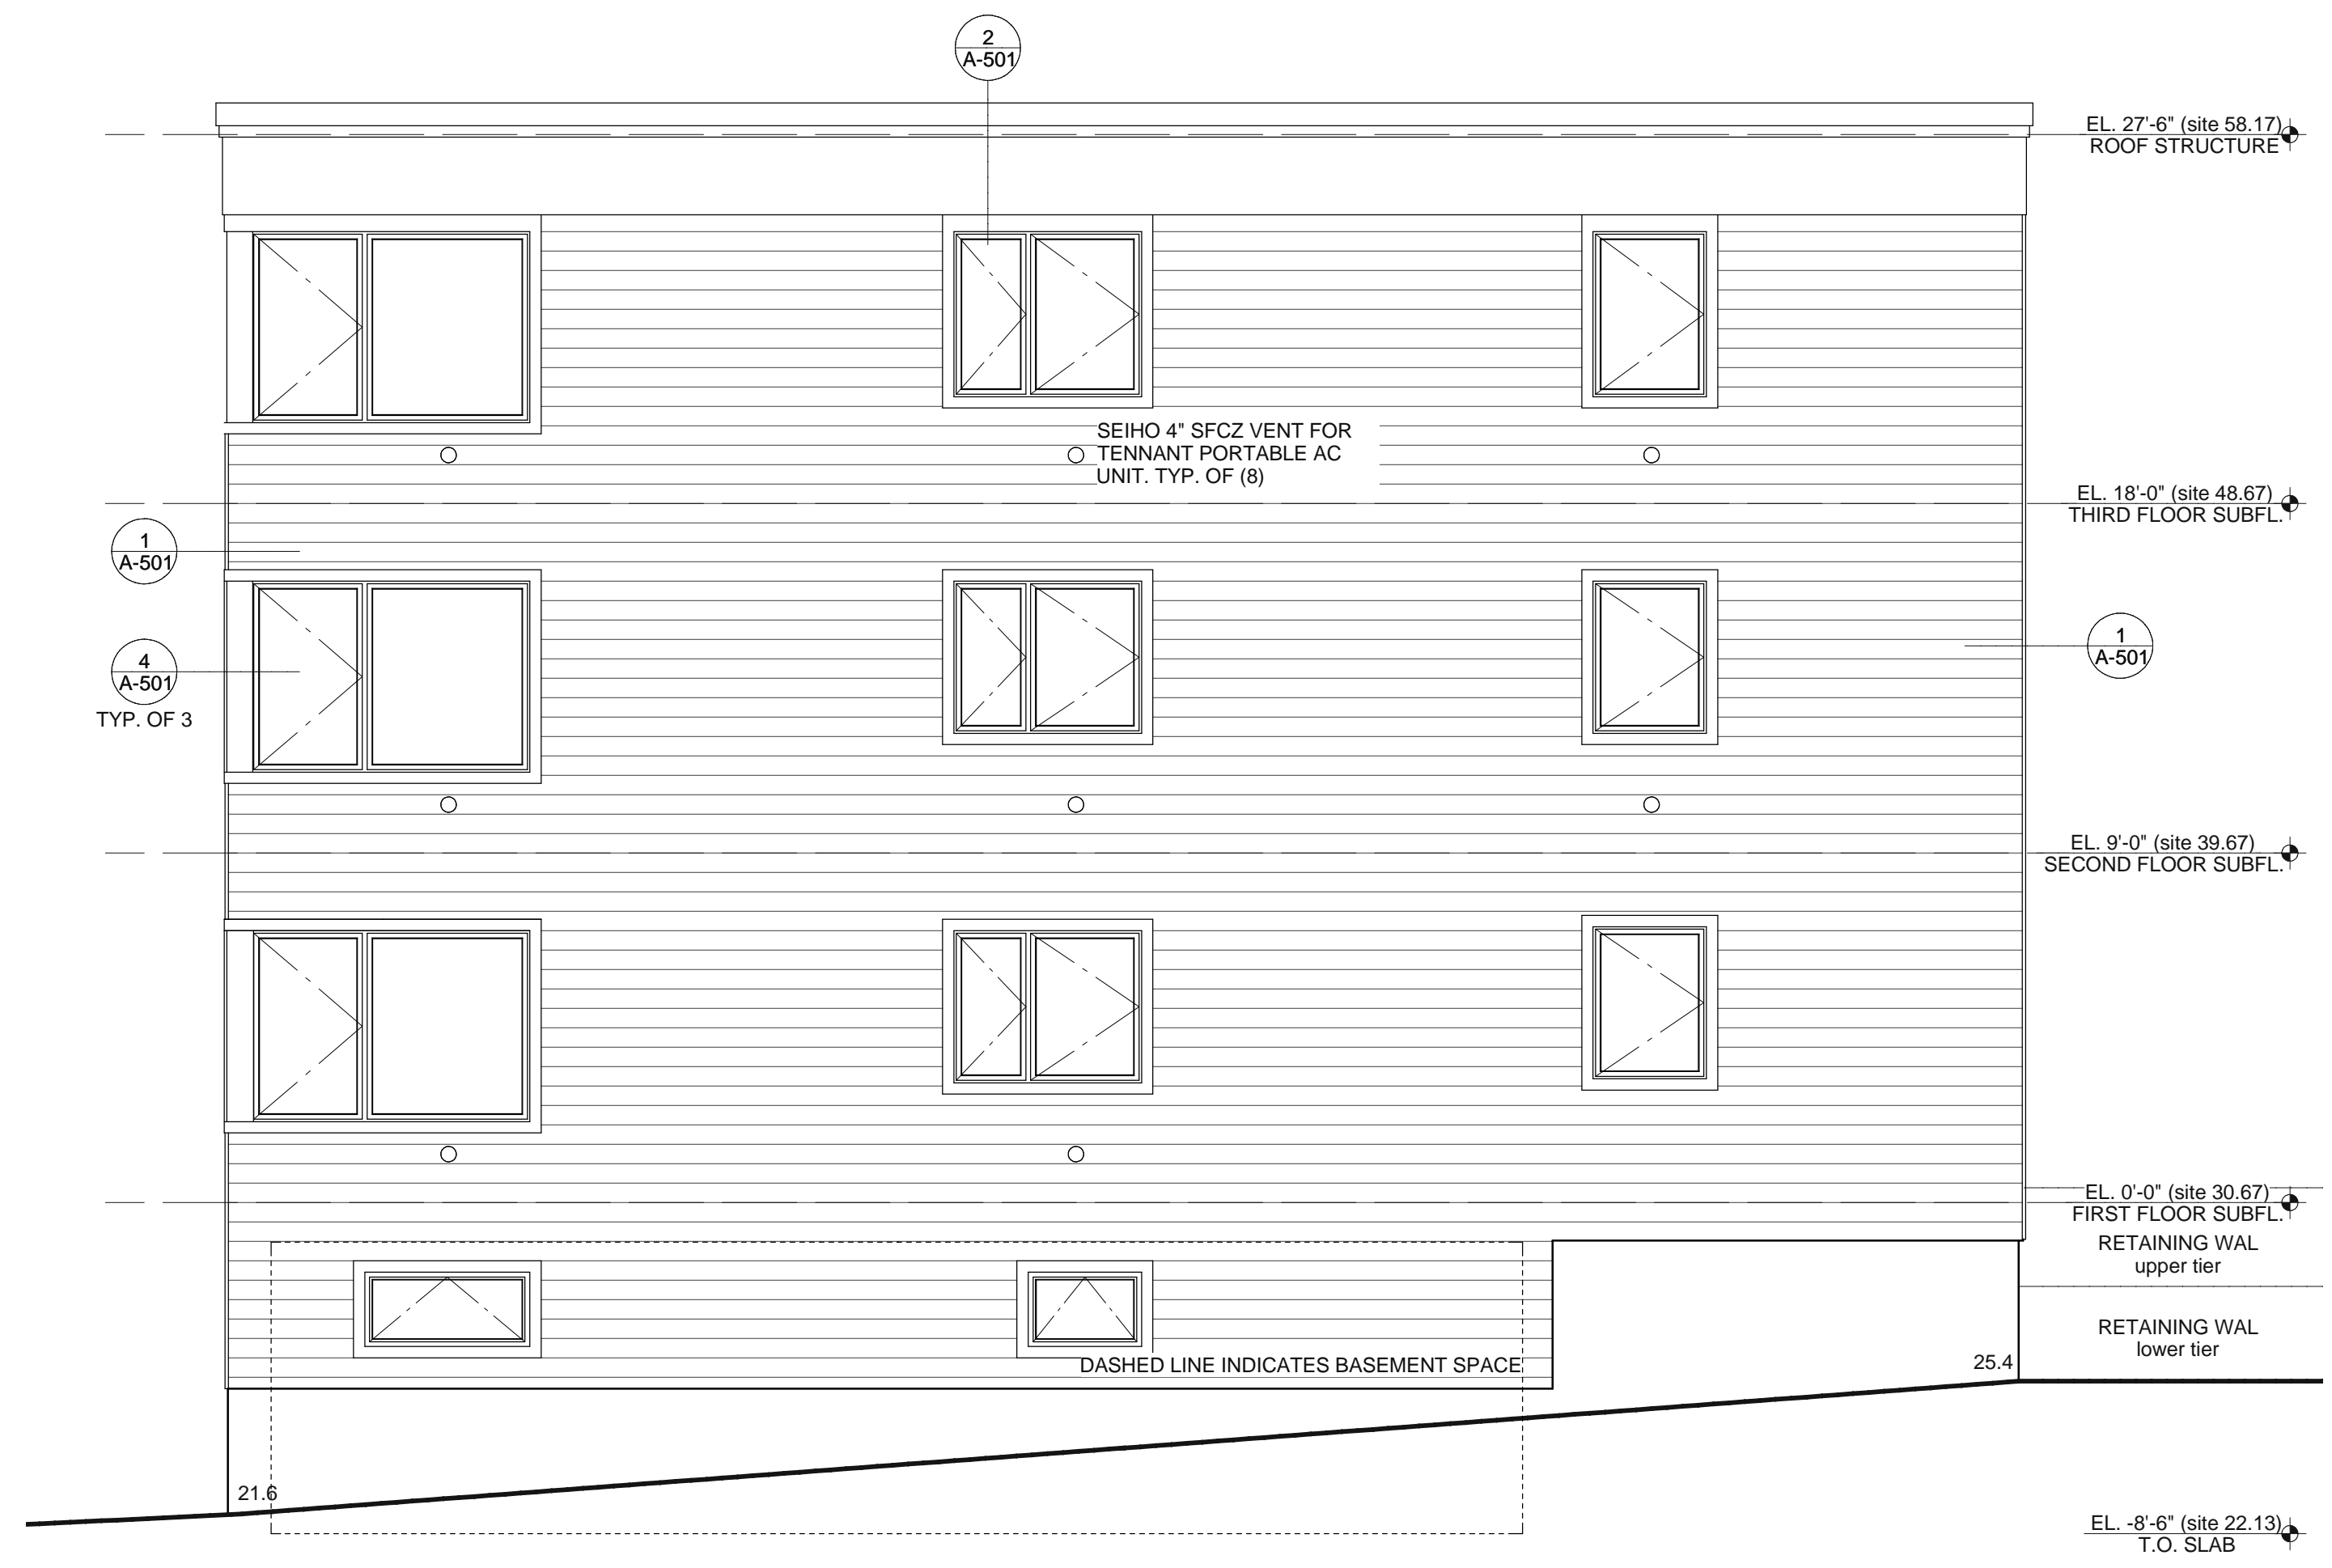 2
A-501
EL. 27'-6" (site 58.17)
ROOF STRUCTURE
SEIHO 4" SFCZ VENT FOR
TENNANT PORTABLE AC
UNIT. TYP. OF (8)
EL. 18'-0" (site 48.67)
THIRD FLOOR SUBFL.
1
A-501
4
A-501
TYP. OF 3
1
A-501
EL. 9'-0" (site 39.67)
SECOND FLOOR SUBFL.
EL. 0'-0" (site 30.67)
FIRST FLOOR SUBFL.
RETAINING WAL
upper tier
RETAINING WAL
lower tier
DASHED LINE INDICATES BASEMENT SPACE
25.4
21.6
EL. -8'-6" (site 22.13)
T.O. SLAB